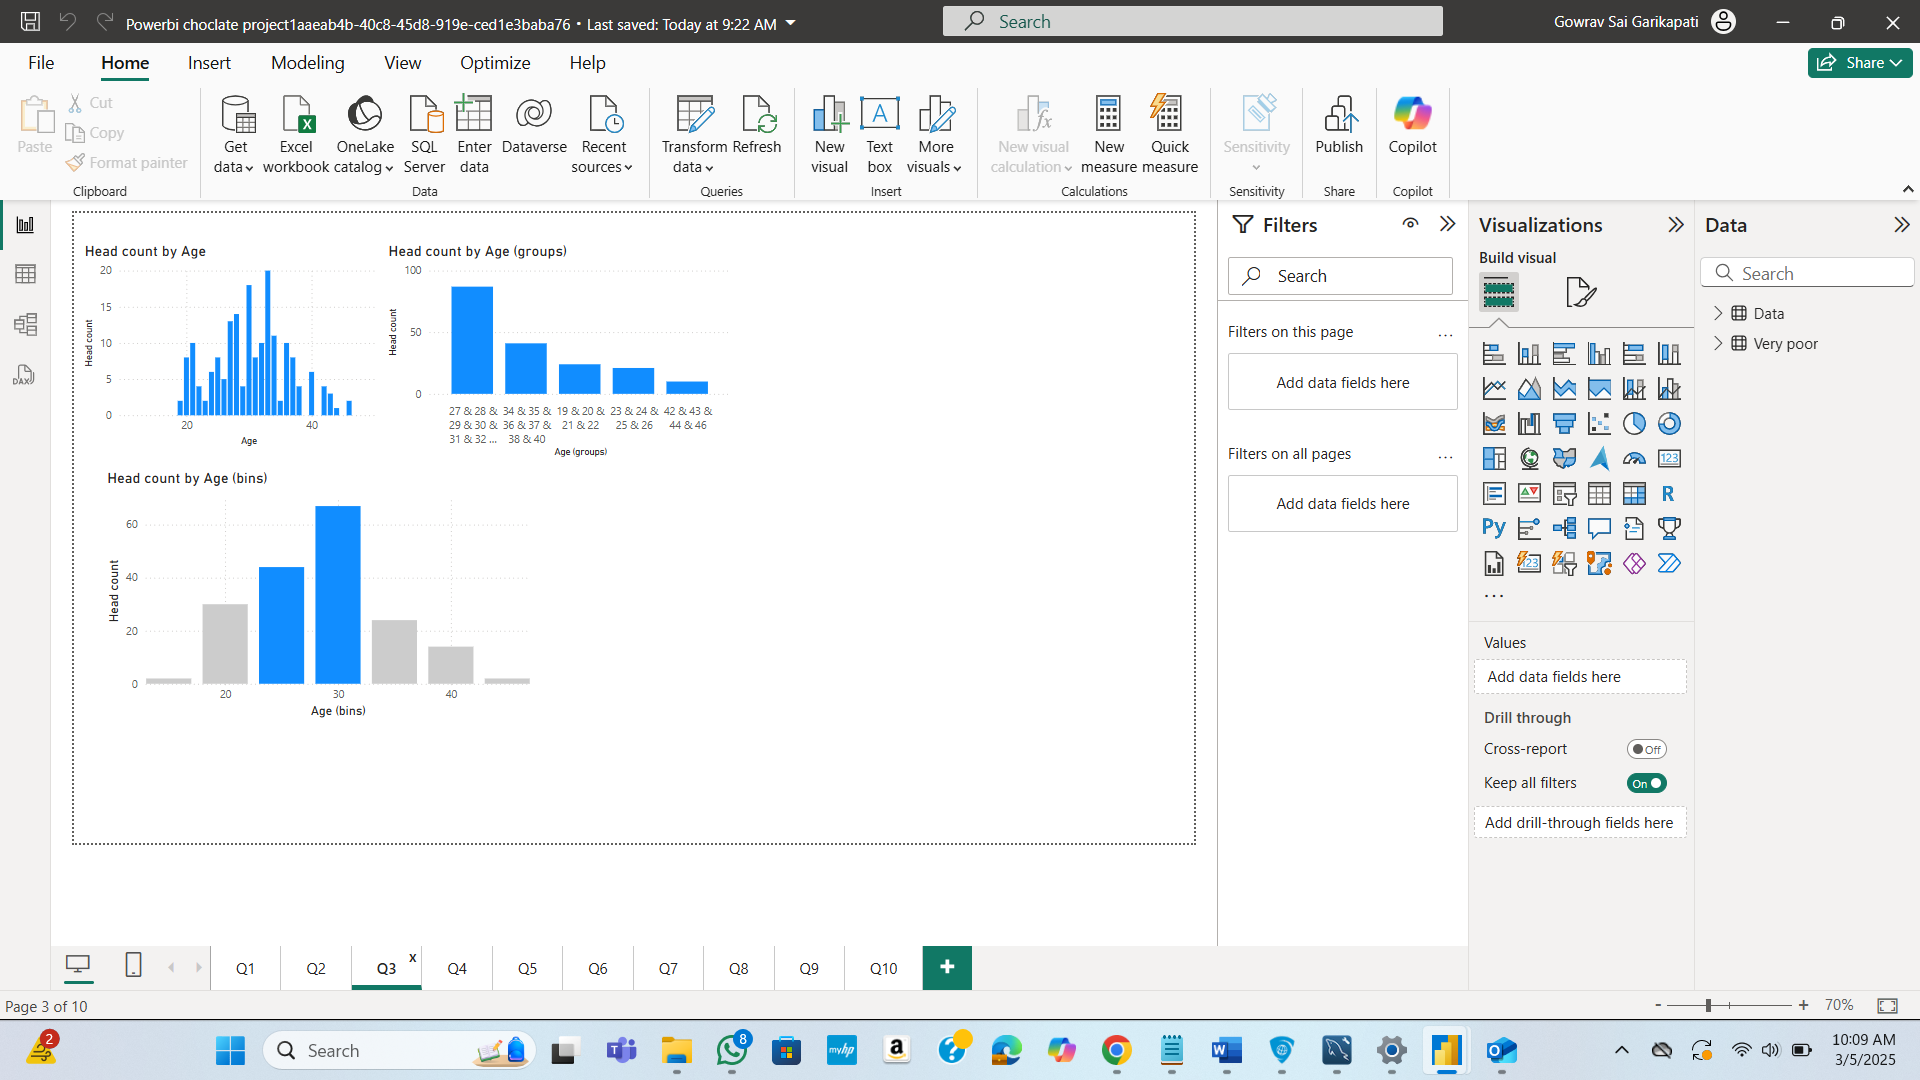 Powerbi choclate project1aaeab4b-40c8-45d8-919e-ced1e3baba76 • Last saved: Today at 9:22 AM
Search
Gowrav Sai Garikapati
File Home Insert Modeling View Optimize Help
Share
Paste
Cut
Copy
Format painter
Clipboard
Get data
Excel workbook
OneLake catalog
SQL Server
Enter data
Dataverse
Recent sources
Data
Transform data
Refresh
Queries
New visual
Text box
More visuals
Insert
New visual calculation
New measure
Quick measure
Calculations
Sensitivity
Sensitivity
Publish
Share
Copilot
Copilot
Head count by Age
20
15
10
5
0
Head count
20 40
Age
Head count by Age (groups)
100
50
0
Head count
27 & 28 & 29 & 30 & 31 & 32 ...
34 & 35 & 36 & 37 & 38 & 40
19 & 20 & 21 & 22
23 & 24 & 25 & 26
42 & 43 & 44 & 46
Age (groups)
Head count by Age (bins)
60
40
20
0
Head count
20 30 40
Age (bins)
Filters
Search
Filters on this page ...
Add data fields here
Filters on all pages ...
Add data fields here
Visualizations
Build visual
123
R
Py
123
...
Values
Add data fields here
Drill through
Cross-report Off
Keep all filters On
Add drill-through fields here
Data
Search
Data
Very poor
DAX
Q1 Q2 Q3 x Q4 Q5 Q6 Q7 Q8 Q9 Q10 +
Page 3 of 10
- + 70%
2
Search
8
myhp
10:09 AM
3/5/2025